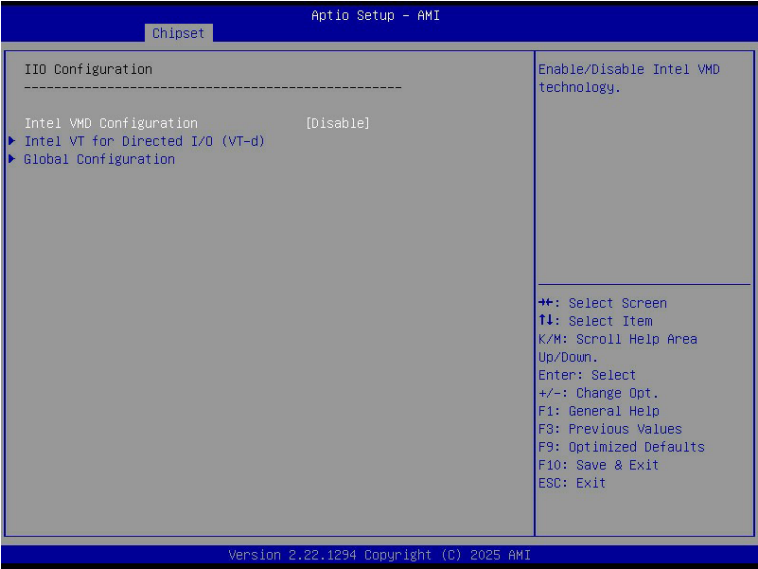 Aptio Setup – AMI
Chipset
IIO Configuration
--------------------------------------------------
Intel VMD Configuration [Disable]
Intel VT for Directed I/O (VT-d)
Global Configuration
Enable/Disable Intel VMD
technology.
→←: Select Screen
↑↓: Select Item
K/M: Scroll Help Area
Up/Down.
Enter: Select
+/-: Change Opt.
F1: General Help
F3: Previous Values
F9: Optimized Defaults
F10: Save & Exit
ESC: Exit
Version 2.22.1294 Copyright (C) 2025 AMI